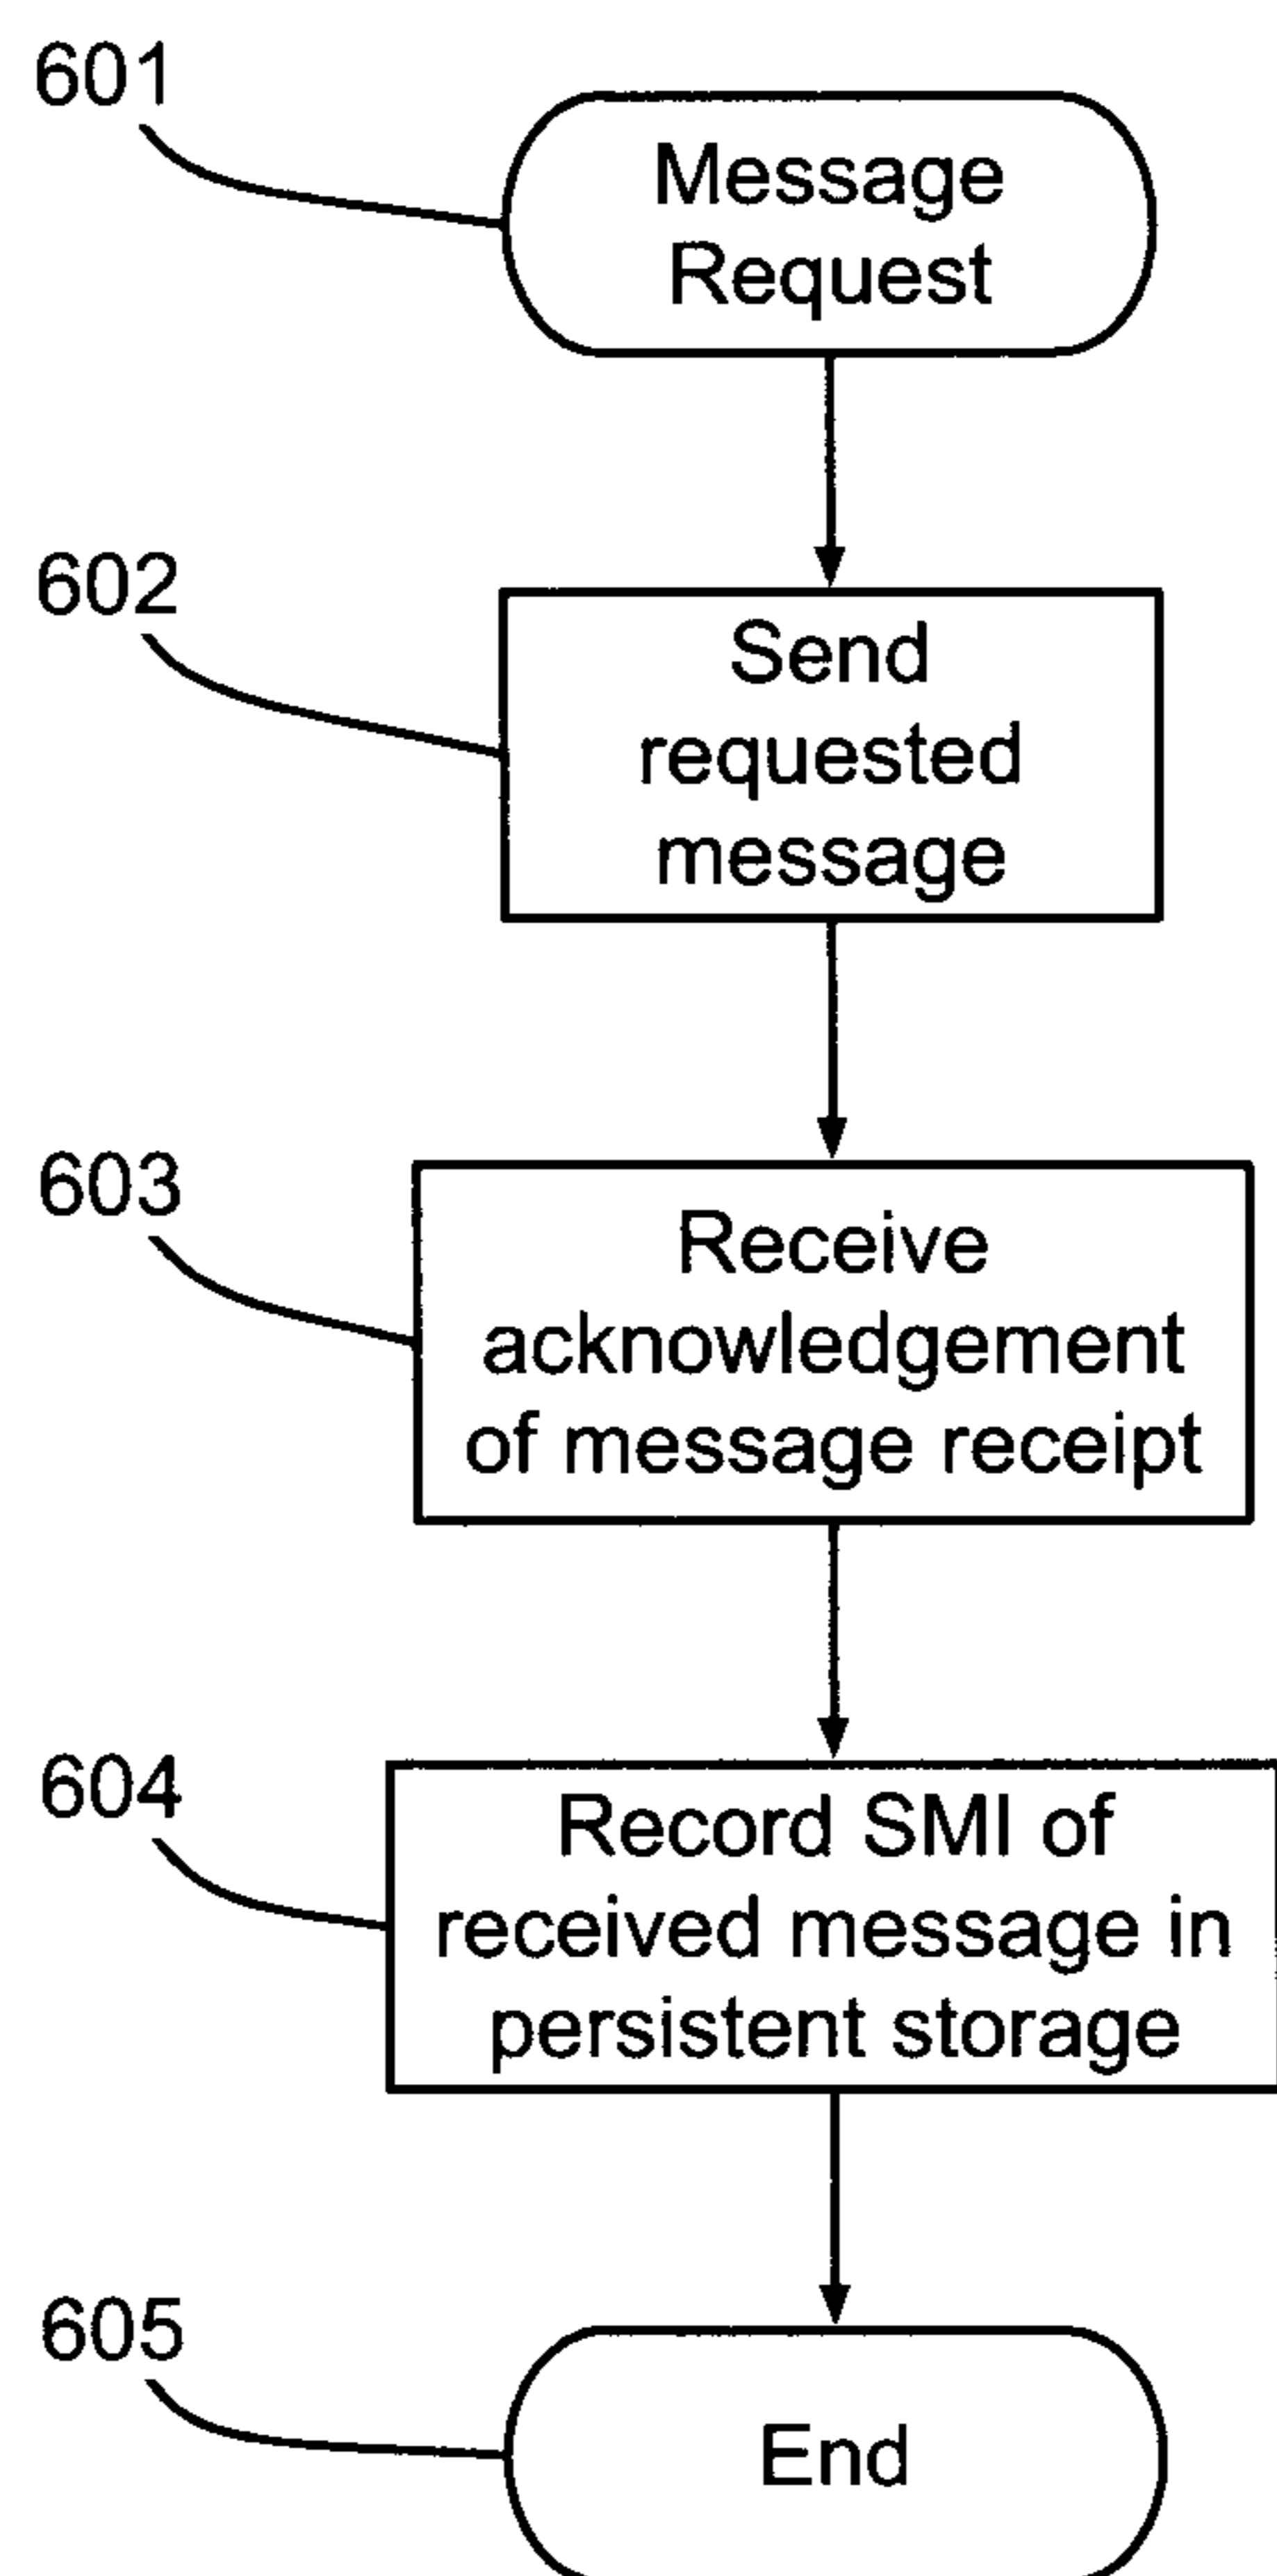 601
Message
Request
602
Send
requested
message
603
Receive
acknowledgement
of message receipt
604
Record SMI of
received message in
persistent storage
605
End